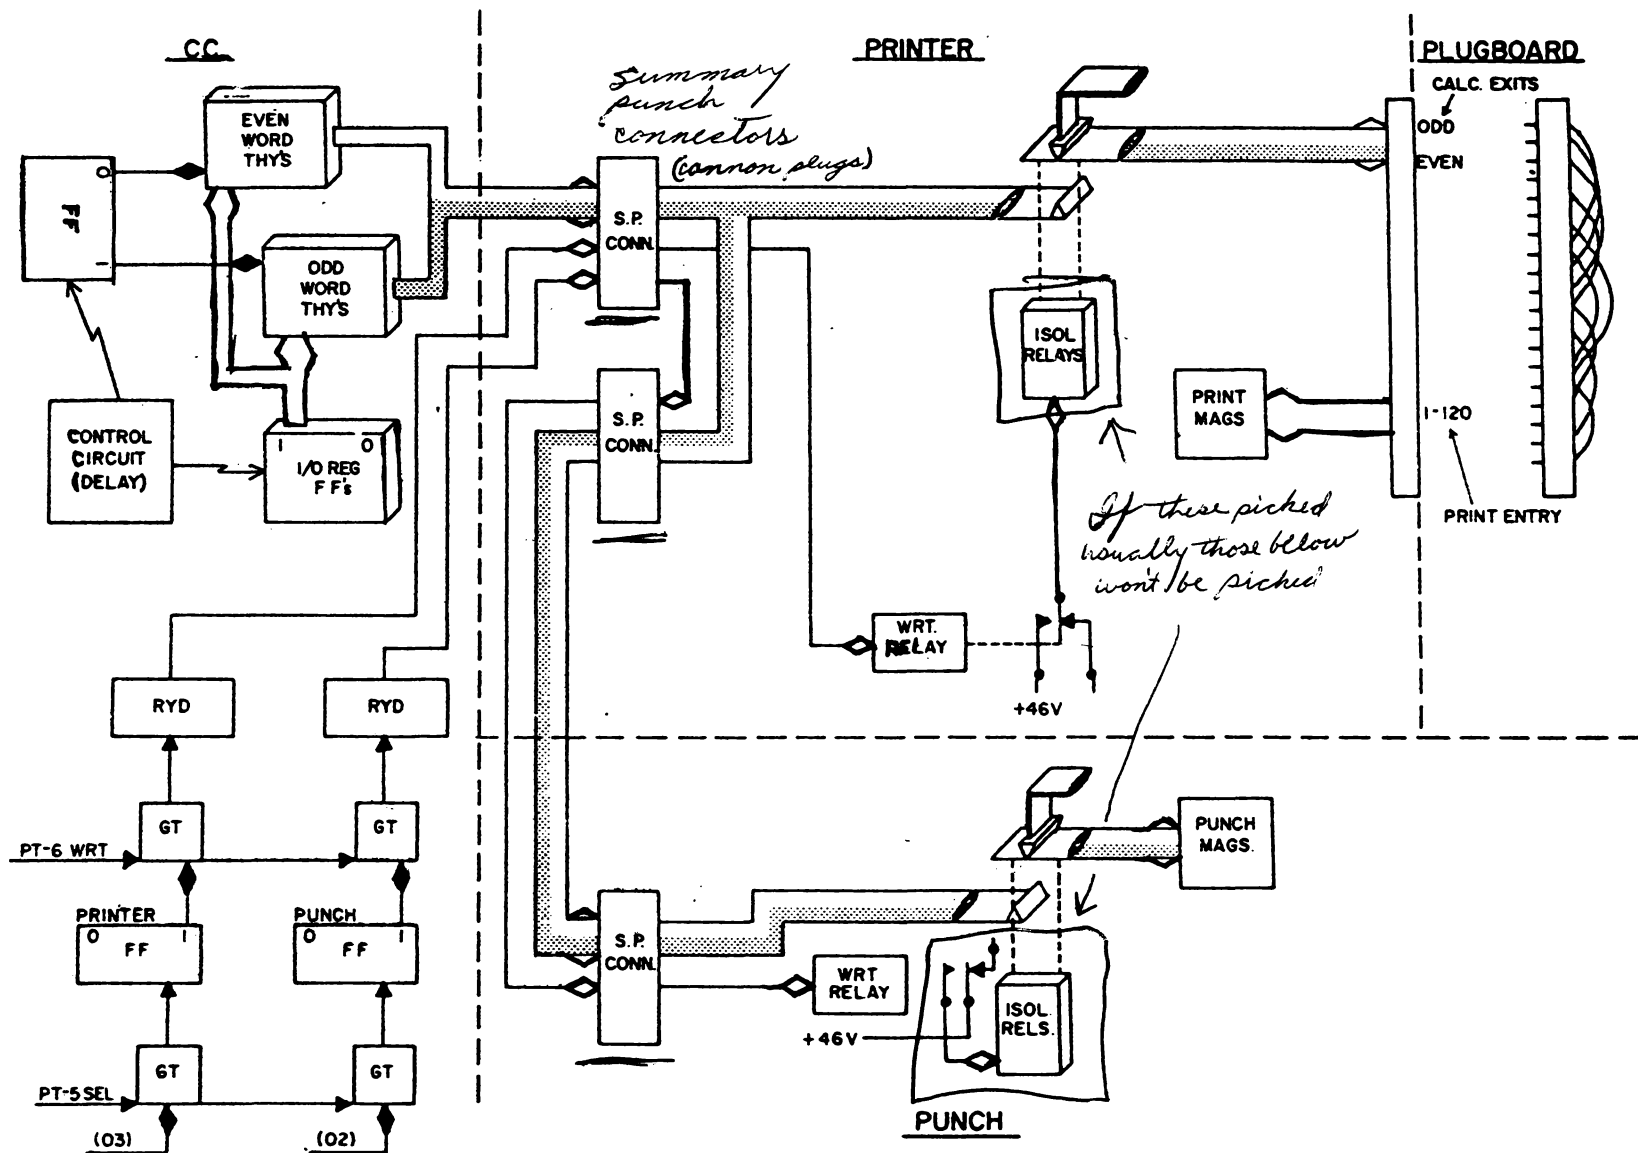 C.C.
PRINTER
PLUGBOARD
CALC. EXITS
ODD
EVEN
Summary
punch
connectors
(cannon plugs)
EVEN
WORD
THY'S
FF
0
1
ODD
WORD
THY'S
S.P.
CONN.
ISOL
RELAYS
CONTROL
CIRCUIT
(DELAY)
1 0
I/O REG
FF's
S.P.
CONN.
PRINT
MAGS
1-120
PRINT ENTRY
If these picked
usually those bellow
won't be picked
WRT.
RELAY
+46V
RYD
RYD
GT
GT
PT-6 WRT
PRINTER
0 1
FF
PUNCH
0 1
FF
GT
GT
PT-5 SEL
(03)
(02)
S.P.
CONN.
WRT
RELAY
+46V
ISOL.
RELS.
PUNCH
MAGS.
PUNCH